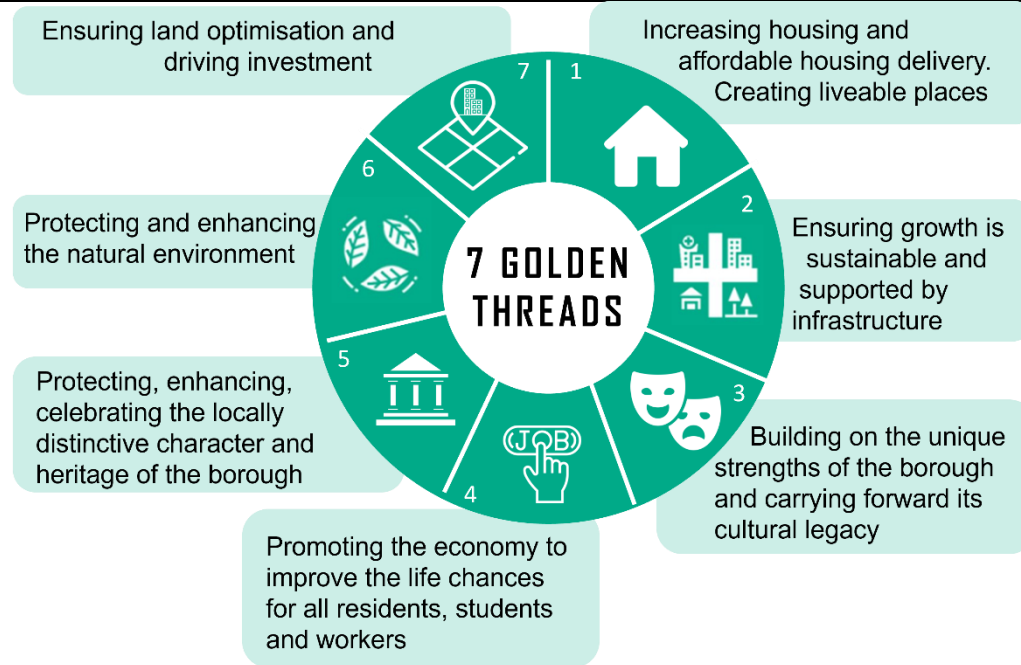 7 GOLDEN
THREADS
1
Increasing housing and
affordable housing delivery.
Creating liveable places
2
Ensuring growth is
sustainable and
supported by
infrastructure
3
Building on the unique
strengths of the borough
and carrying forward its
cultural legacy
4
JOB
Promoting the economy to
improve the life chances
for all residents, students
and workers
5
Protecting, enhancing,
celebrating the locally
distinctive character and
heritage of the borough
6
Protecting and enhancing
the natural environment
7
Ensuring land optimisation and
driving investment